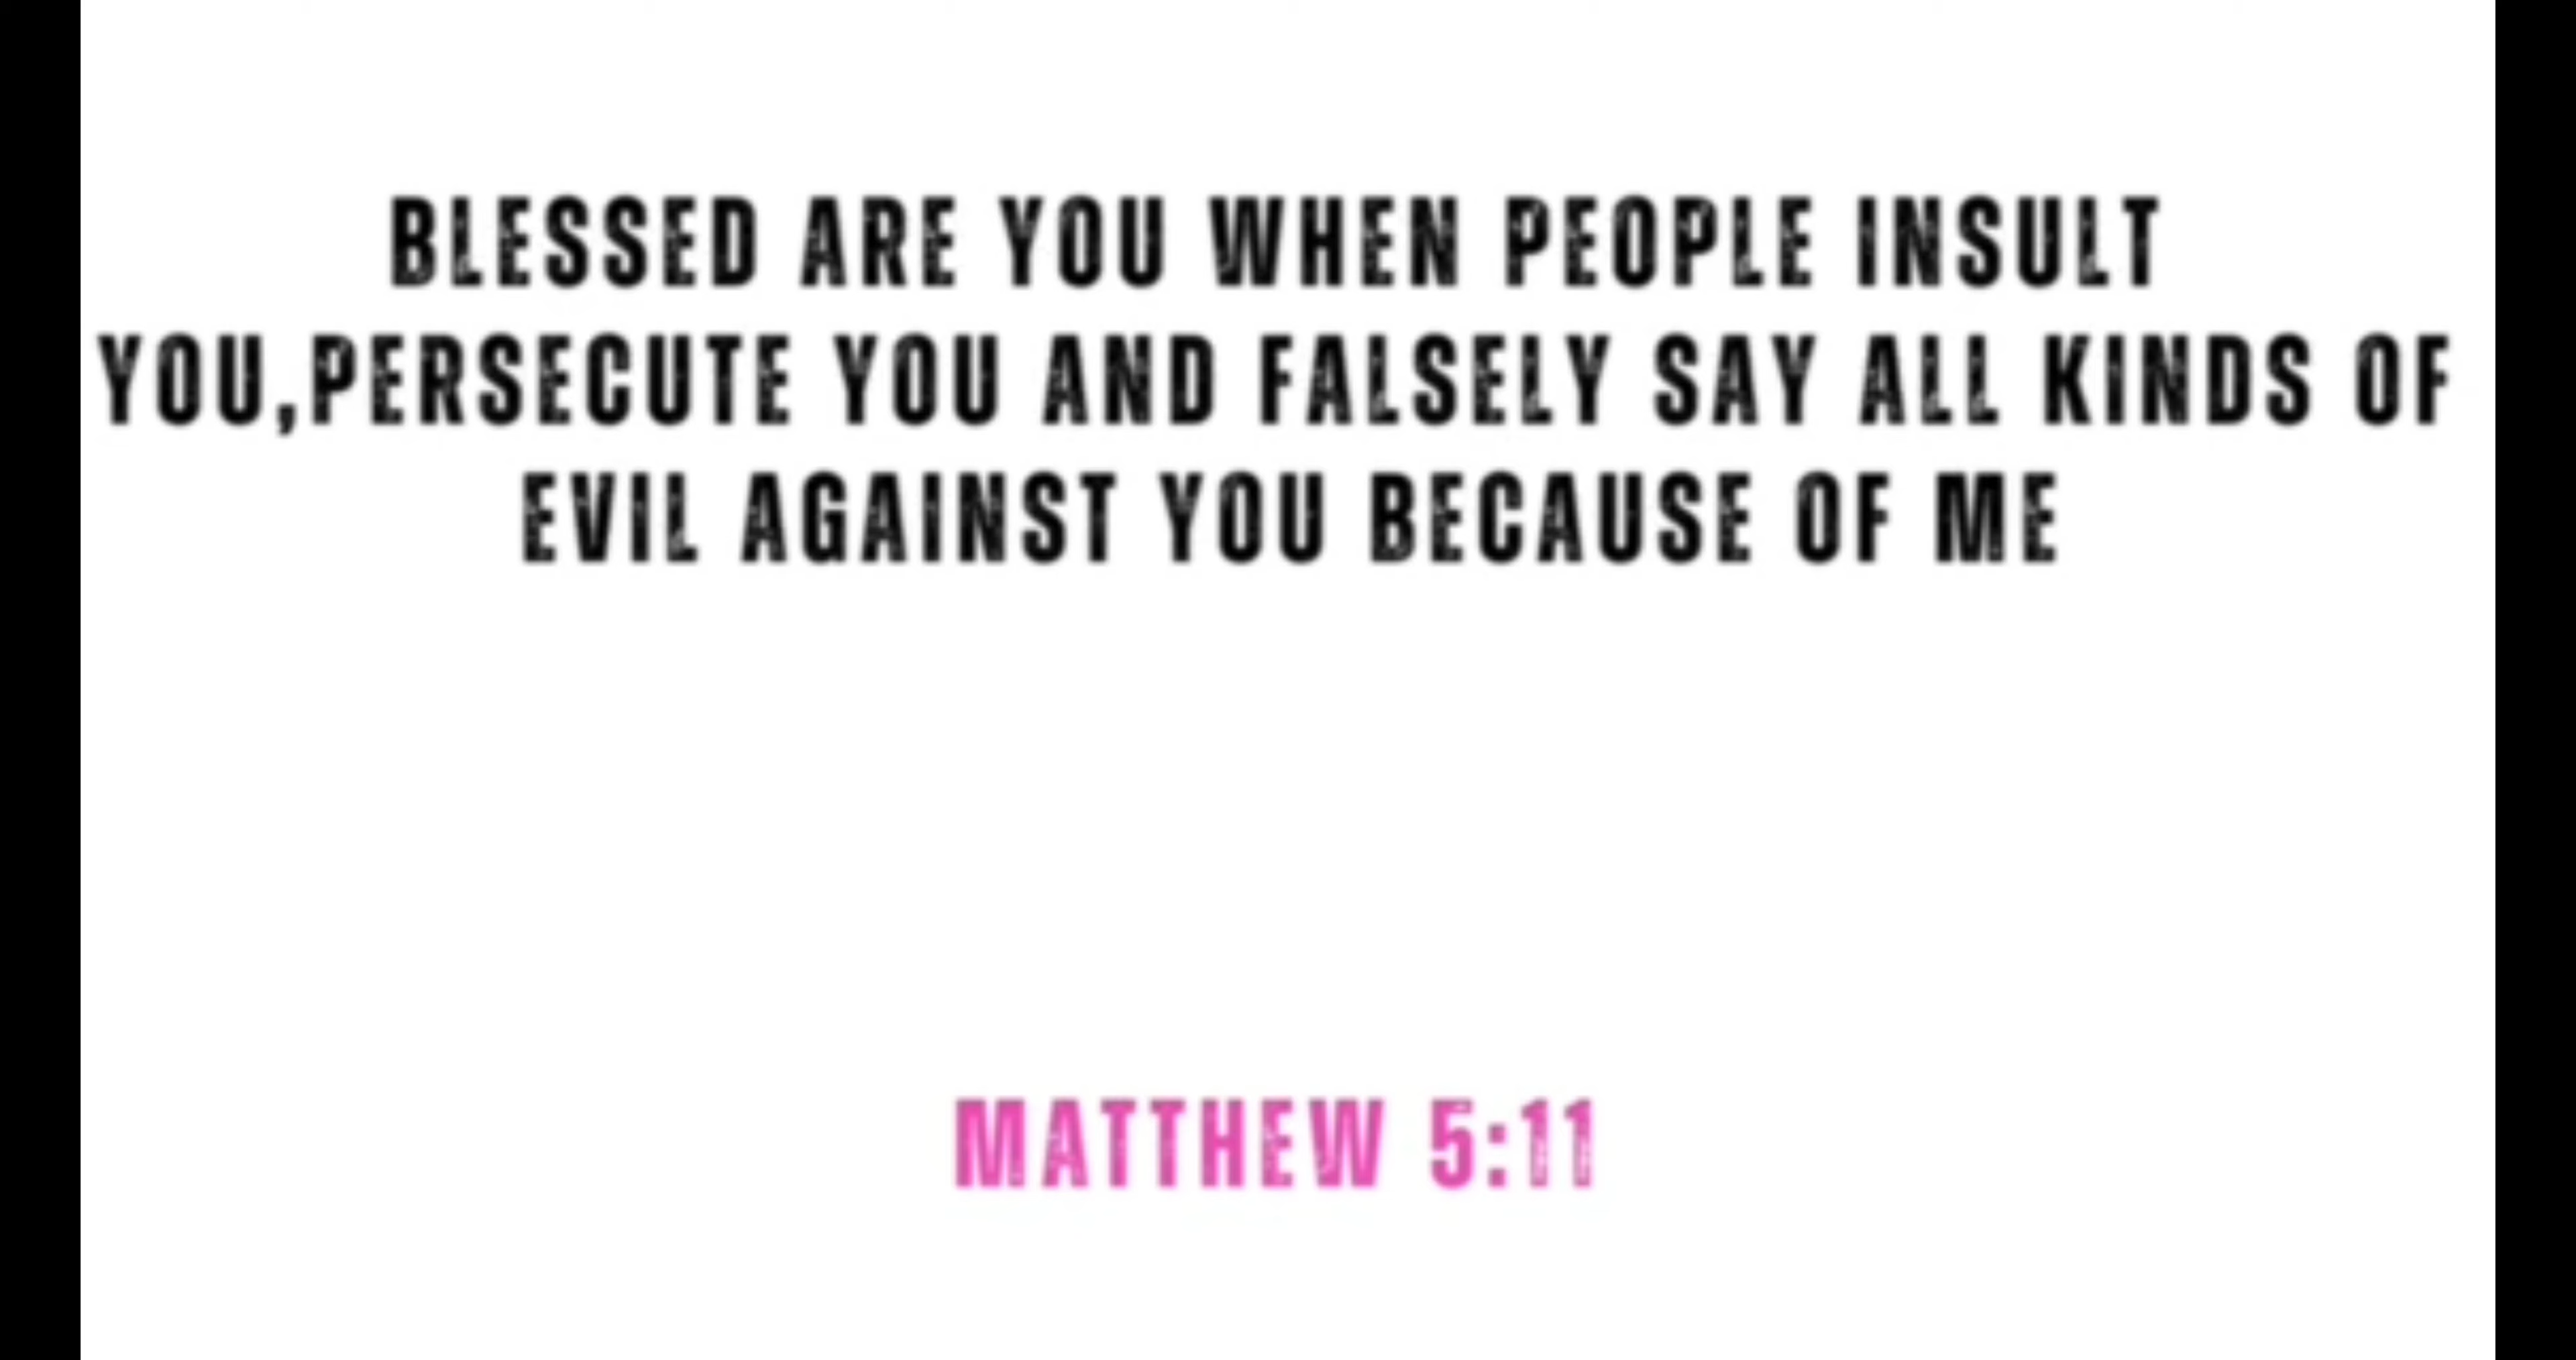 BLESSED ARE YOU WHEN PEOPLE INSULT
YOU,PERSECUTE YOU AND FALSELY SAY ALL KINDS OF
EVIL AGAINST YOU BECAUSE OF ME
MATTHEW 5:11